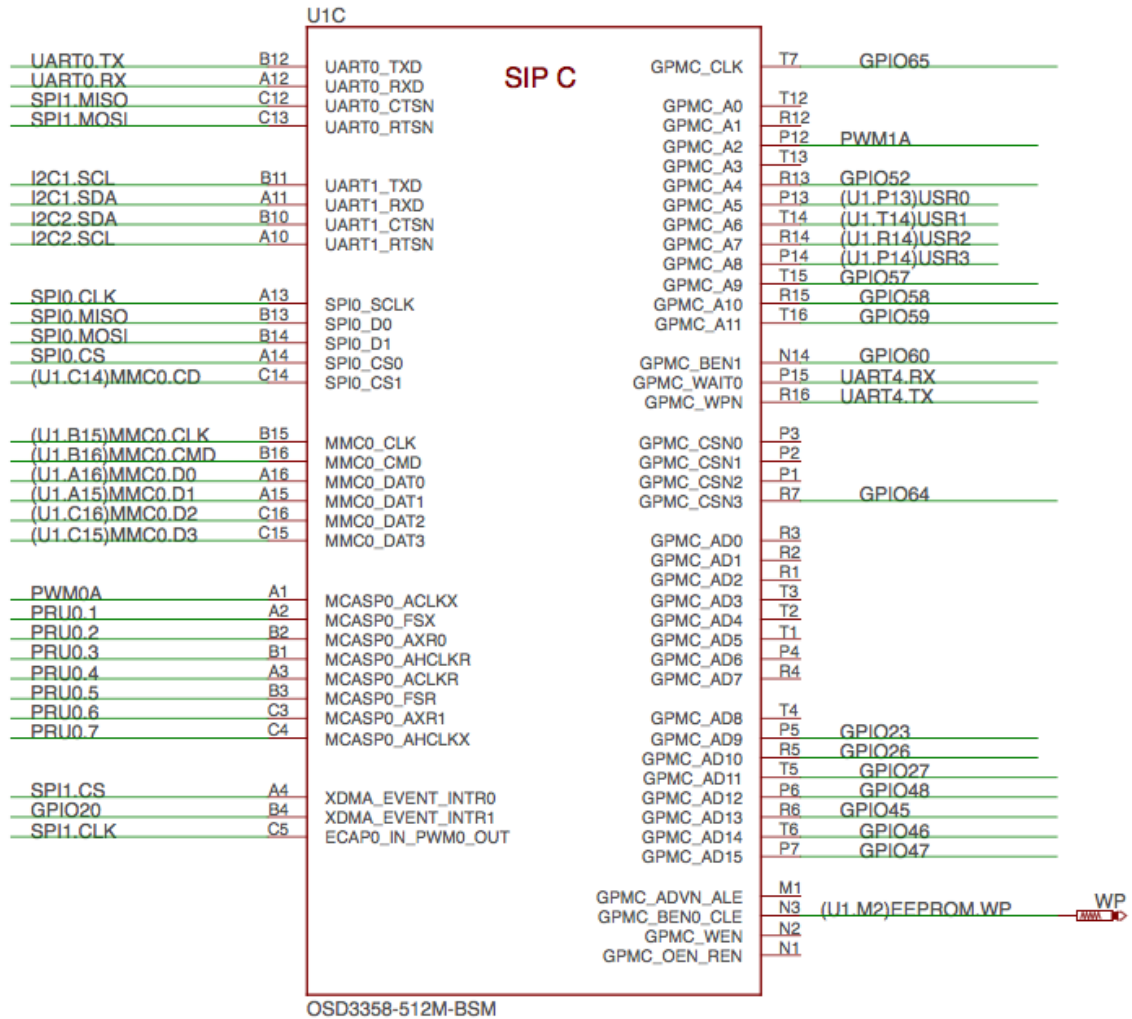 U1C
SIP C
UART0.TX B12 UART0_TXD
UART0.RX A12 UART0_RXD
SPI1.MISO C12 UART0_CTSN
SPI1.MOSI C13 UART0_RTSN
I2C1.SCL B11 UART1_TXD
I2C1.SDA A11 UART1_RXD
I2C2.SDA B10 UART1_CTSN
I2C2.SCL A10 UART1_RTSN
SPI0.CLK A13 SPI0_SCLK
SPI0.MISO B13 SPI0_D0
SPI0.MOSI B14 SPI0_D1
SPI0.CS A14 SPI0_CS0
(U1.C14)MMC0.CD C14 SPI0_CS1
(U1.B15)MMC0.CLK B15 MMC0_CLK
(U1.B16)MMC0.CMD B16 MMC0_CMD
(U1.A16)MMC0.D0 A16 MMC0_DAT0
(U1.A15)MMC0.D1 A15 MMC0_DAT1
(U1.C16)MMC0.D2 C16 MMC0_DAT2
(U1.C15)MMC0.D3 C15 MMC0_DAT3
PWM0A A1 MCASP0_ACLKX
PRU0.1 A2 MCASP0_FSX
PRU0.2 B2 MCASP0_AXR0
PRU0.3 B1 MCASP0_AHCLKR
PRU0.4 A3 MCASP0_ACLKR
PRU0.5 B3 MCASP0_FSR
PRU0.6 C3 MCASP0_AXR1
PRU0.7 C4 MCASP0_AHCLKX
SPI1.CS A4 XDMA_EVENT_INTR0
GPIO20 B4 XDMA_EVENT_INTR1
SPI1.CLK C5 ECAP0_IN_PWM0_OUT
GPMC_CLK T7 GPIO65
GPMC_A0 T12
GPMC_A1 R12
GPMC_A2 P12 PWM1A
GPMC_A3 T13
GPMC_A4 R13 GPIO52
GPMC_A5 P13 (U1.P13)USR0
GPMC_A6 T14 (U1.T14)USR1
GPMC_A7 R14 (U1.R14)USR2
GPMC_A8 P14 (U1.P14)USR3
GPMC_A9 T15 GPIO57
GPMC_A10 R15 GPIO58
GPMC_A11 T16 GPIO59
GPMC_BEN1 N14 GPIO60
GPMC_WAIT0 P15 UART4.RX
GPMC_WPN R16 UART4.TX
GPMC_CSN0 P3
GPMC_CSN1 P2
GPMC_CSN2 P1
GPMC_CSN3 R7 GPIO64
GPMC_AD0 R3
GPMC_AD1 R2
GPMC_AD2 R1
GPMC_AD3 T3
GPMC_AD4 T2
GPMC_AD5 T1
GPMC_AD6 P4
GPMC_AD7 R4
GPMC_AD8 T4
GPMC_AD9 P5 GPIO23
GPMC_AD10 R5 GPIO26
GPMC_AD11 T5 GPIO27
GPMC_AD12 P6 GPIO48
GPMC_AD13 R6 GPIO45
GPMC_AD14 T6 GPIO46
GPMC_AD15 P7 GPIO47
GPMC_ADVN_ALE M1
GPMC_BEN0_CLE N3 (U1.M2)EEPROM.WP WP
GPMC_WEN N2
GPMC_OEN_REN N1
OSD3358-512M-BSM